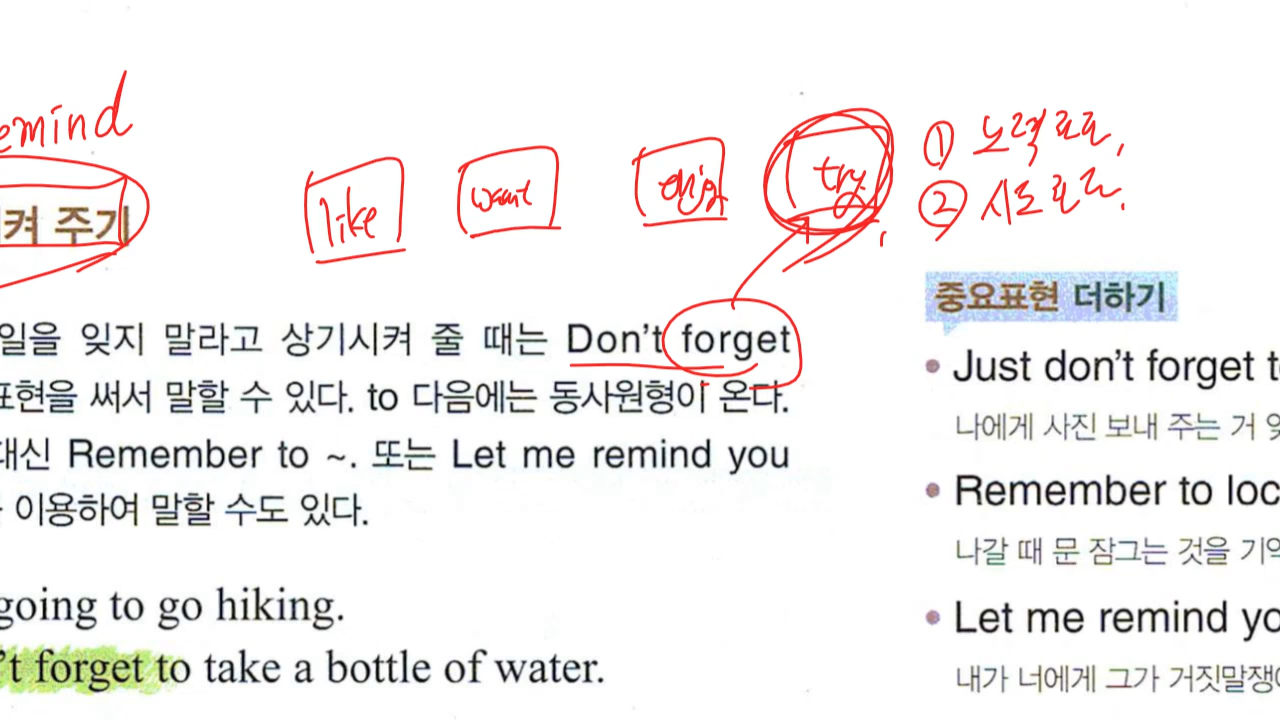 emind
켜 주기
like
want
enjoy
try
① 노력하다,
② 시도하다.
중요표현 더하기
일을 잊지 말라고 상기시켜 줄 때는 Don't forget
표현을 써서 말할 수 있다. to 다음에는 동사원형이 온다.
대신 Remember to ~. 또는 Let me remind you
이용하여 말할 수도 있다.
going to go hiking.
't forget to take a bottle of water.
Just don't forget t
나에게 사진 보내 주는 거
Remember to loc
나갈 때 문 잠그는 것을 기억
Let me remind yo
내가 너에게 그가 거짓말쟁이